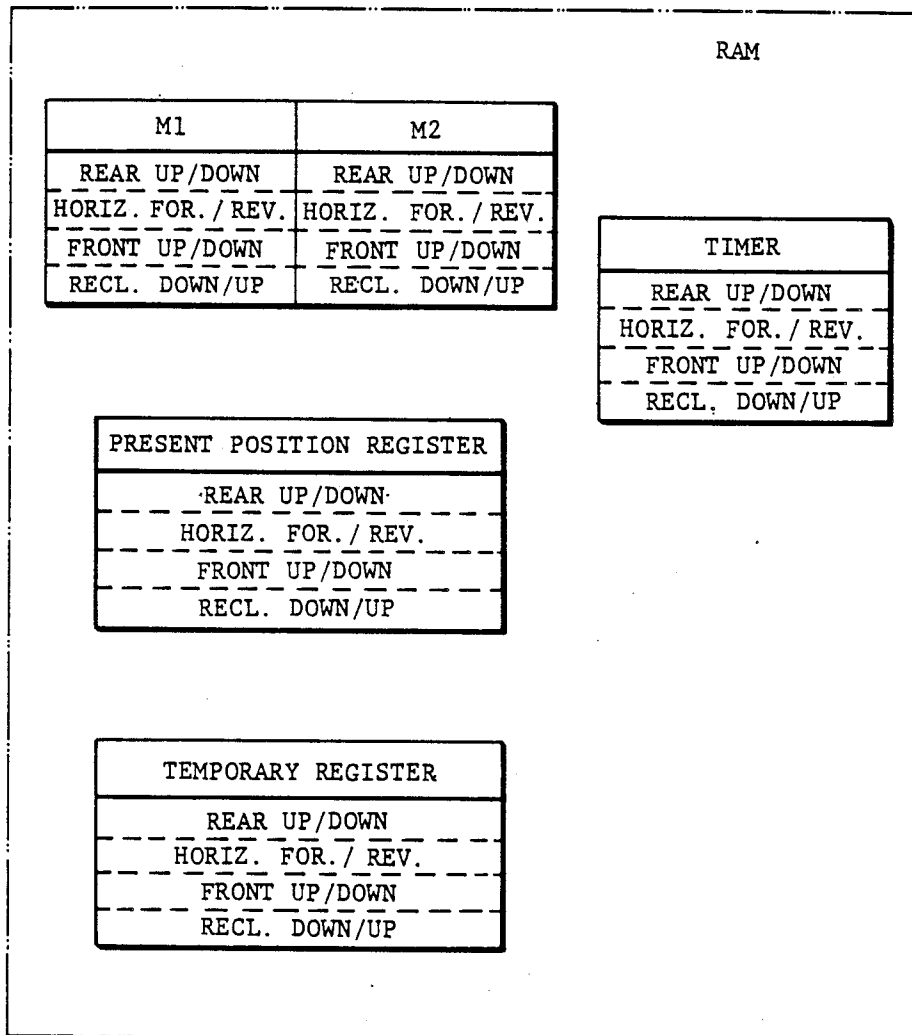 RAM
M1 M2
REAR UP/DOWN REAR UP/DOWN
HORIZ. FOR./REV. HORIZ. FOR./REV.
FRONT UP/DOWN FRONT UP/DOWN
RECL. DOWN/UP RECL. DOWN/UP
TIMER
REAR UP/DOWN
HORIZ. FOR./REV.
FRONT UP/DOWN
RECL. DOWN/UP
PRESENT POSITION REGISTER
REAR UP/DOWN
HORIZ. FOR./REV.
FRONT UP/DOWN
RECL. DOWN/UP
TEMPORARY REGISTER
REAR UP/DOWN
HORIZ. FOR./REV.
FRONT UP/DOWN
RECL. DOWN/UP